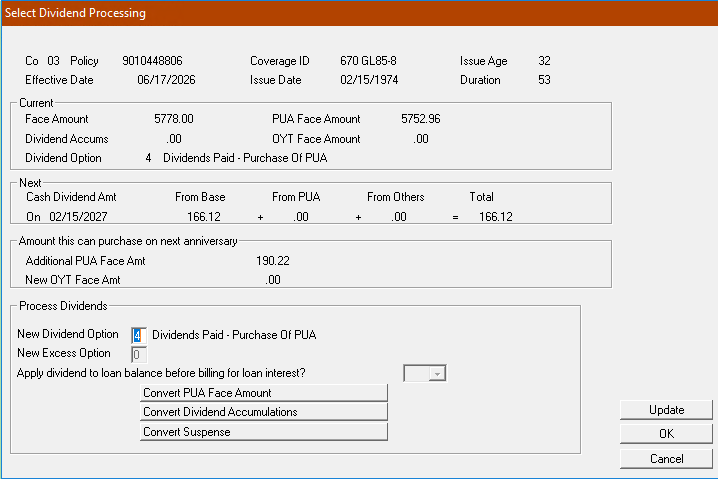 Select Dividend Processing
Co 03 Policy 9010448806 Coverage ID 670 GL85-8 Issue Age 32
Effective Date 06/17/2026 Issue Date 02/15/1974 Duration 53
Current
Face Amount 5778.00 PUA Face Amount 5752.96
Dividend Accums .00 OYT Face Amount .00
Dividend Option 4 Dividends Paid - Purchase Of PUA
Next
Cash Dividend Amt From Base From PUA From Others Total
On 02/15/2027 166.12 + .00 + .00 = 166.12
Amount this can purchase on next anniversary
Additional PUA Face Amt 190.22
New OYT Face Amt .00
Process Dividends
New Dividend Option 4 Dividends Paid - Purchase Of PUA
New Excess Option 0
Apply dividend to loan balance before billing for loan interest?
Convert PUA Face Amount
Convert Dividend Accumulations
Convert Suspense
Update
OK
Cancel